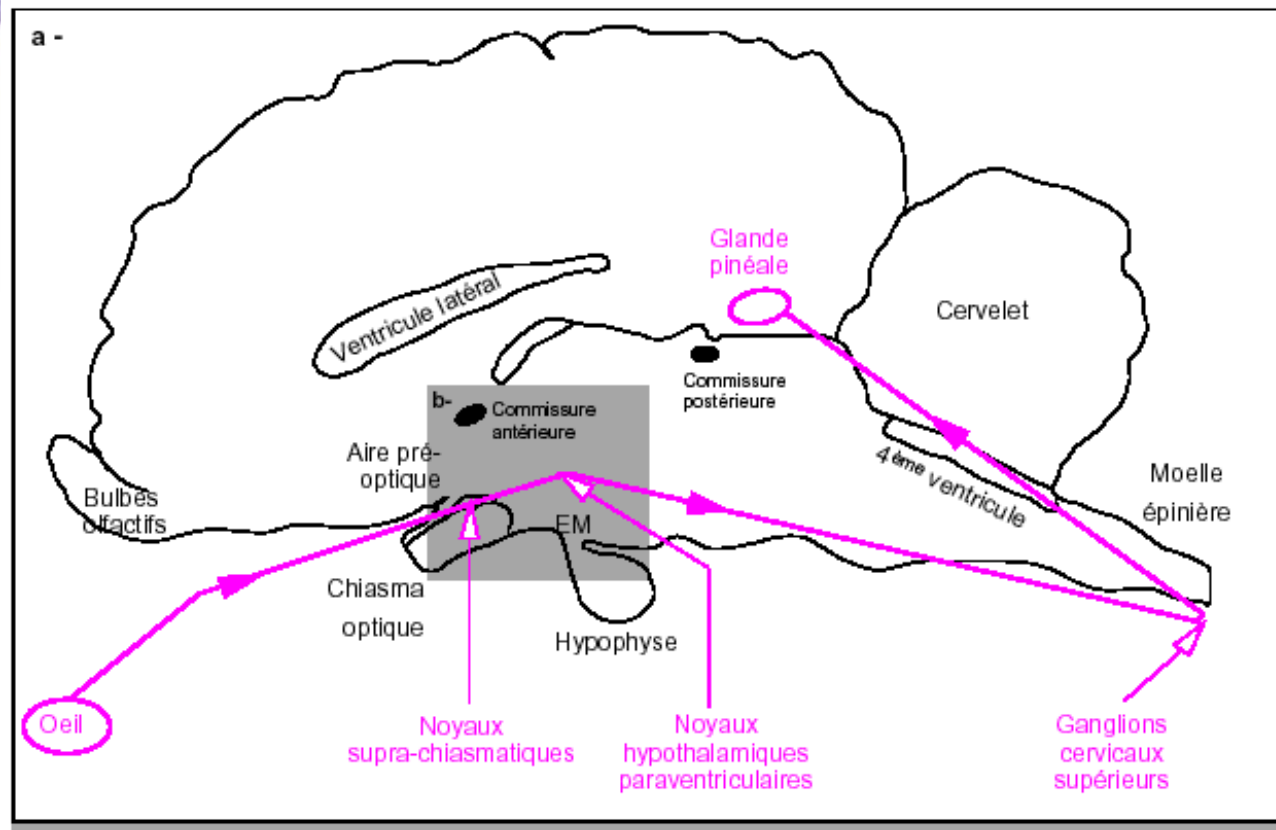 a -
Glande
pinéale
Cervelet
Ventricule latéral
Commissure
postérieure
b-
Commissure
antérieure
Aire pré-
optique
4ème ventricule
Moelle
épinière
Bulbes
olfactifs
EM
Chiasma
optique
Hypophyse
Oeil
Noyaux
supra-chiasmatiques
Noyaux
hypothalamiques
paraventriculaires
Ganglions
cervicaux
supérieurs